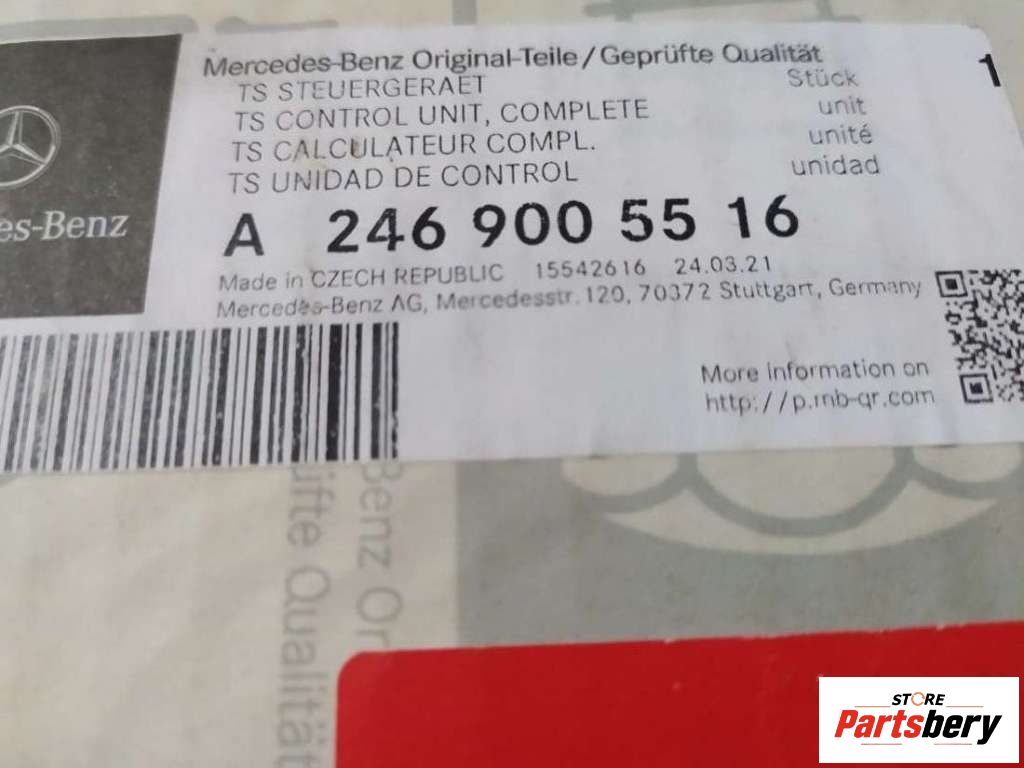 Mercedes-Benz Original-Teile/Geprüfte Qualität
TS STEUERGERAET Stück 1
TS CONTROL UNIT, COMPLETE unit
TS CALCULATEUR COMPL. unité
TS UNIDAD DE CONTROL unidad
A 246 900 55 16
Made in CZECH REPUBLIC 15542616 24.03.21
Mercedes-Benz AG, Mercedesstr. 120, 70372 Stuttgart, Germany
More information on
http://p.mb-qr.com
es-Benz
Benz Or
üfte Qualität
STORE
Partsbery